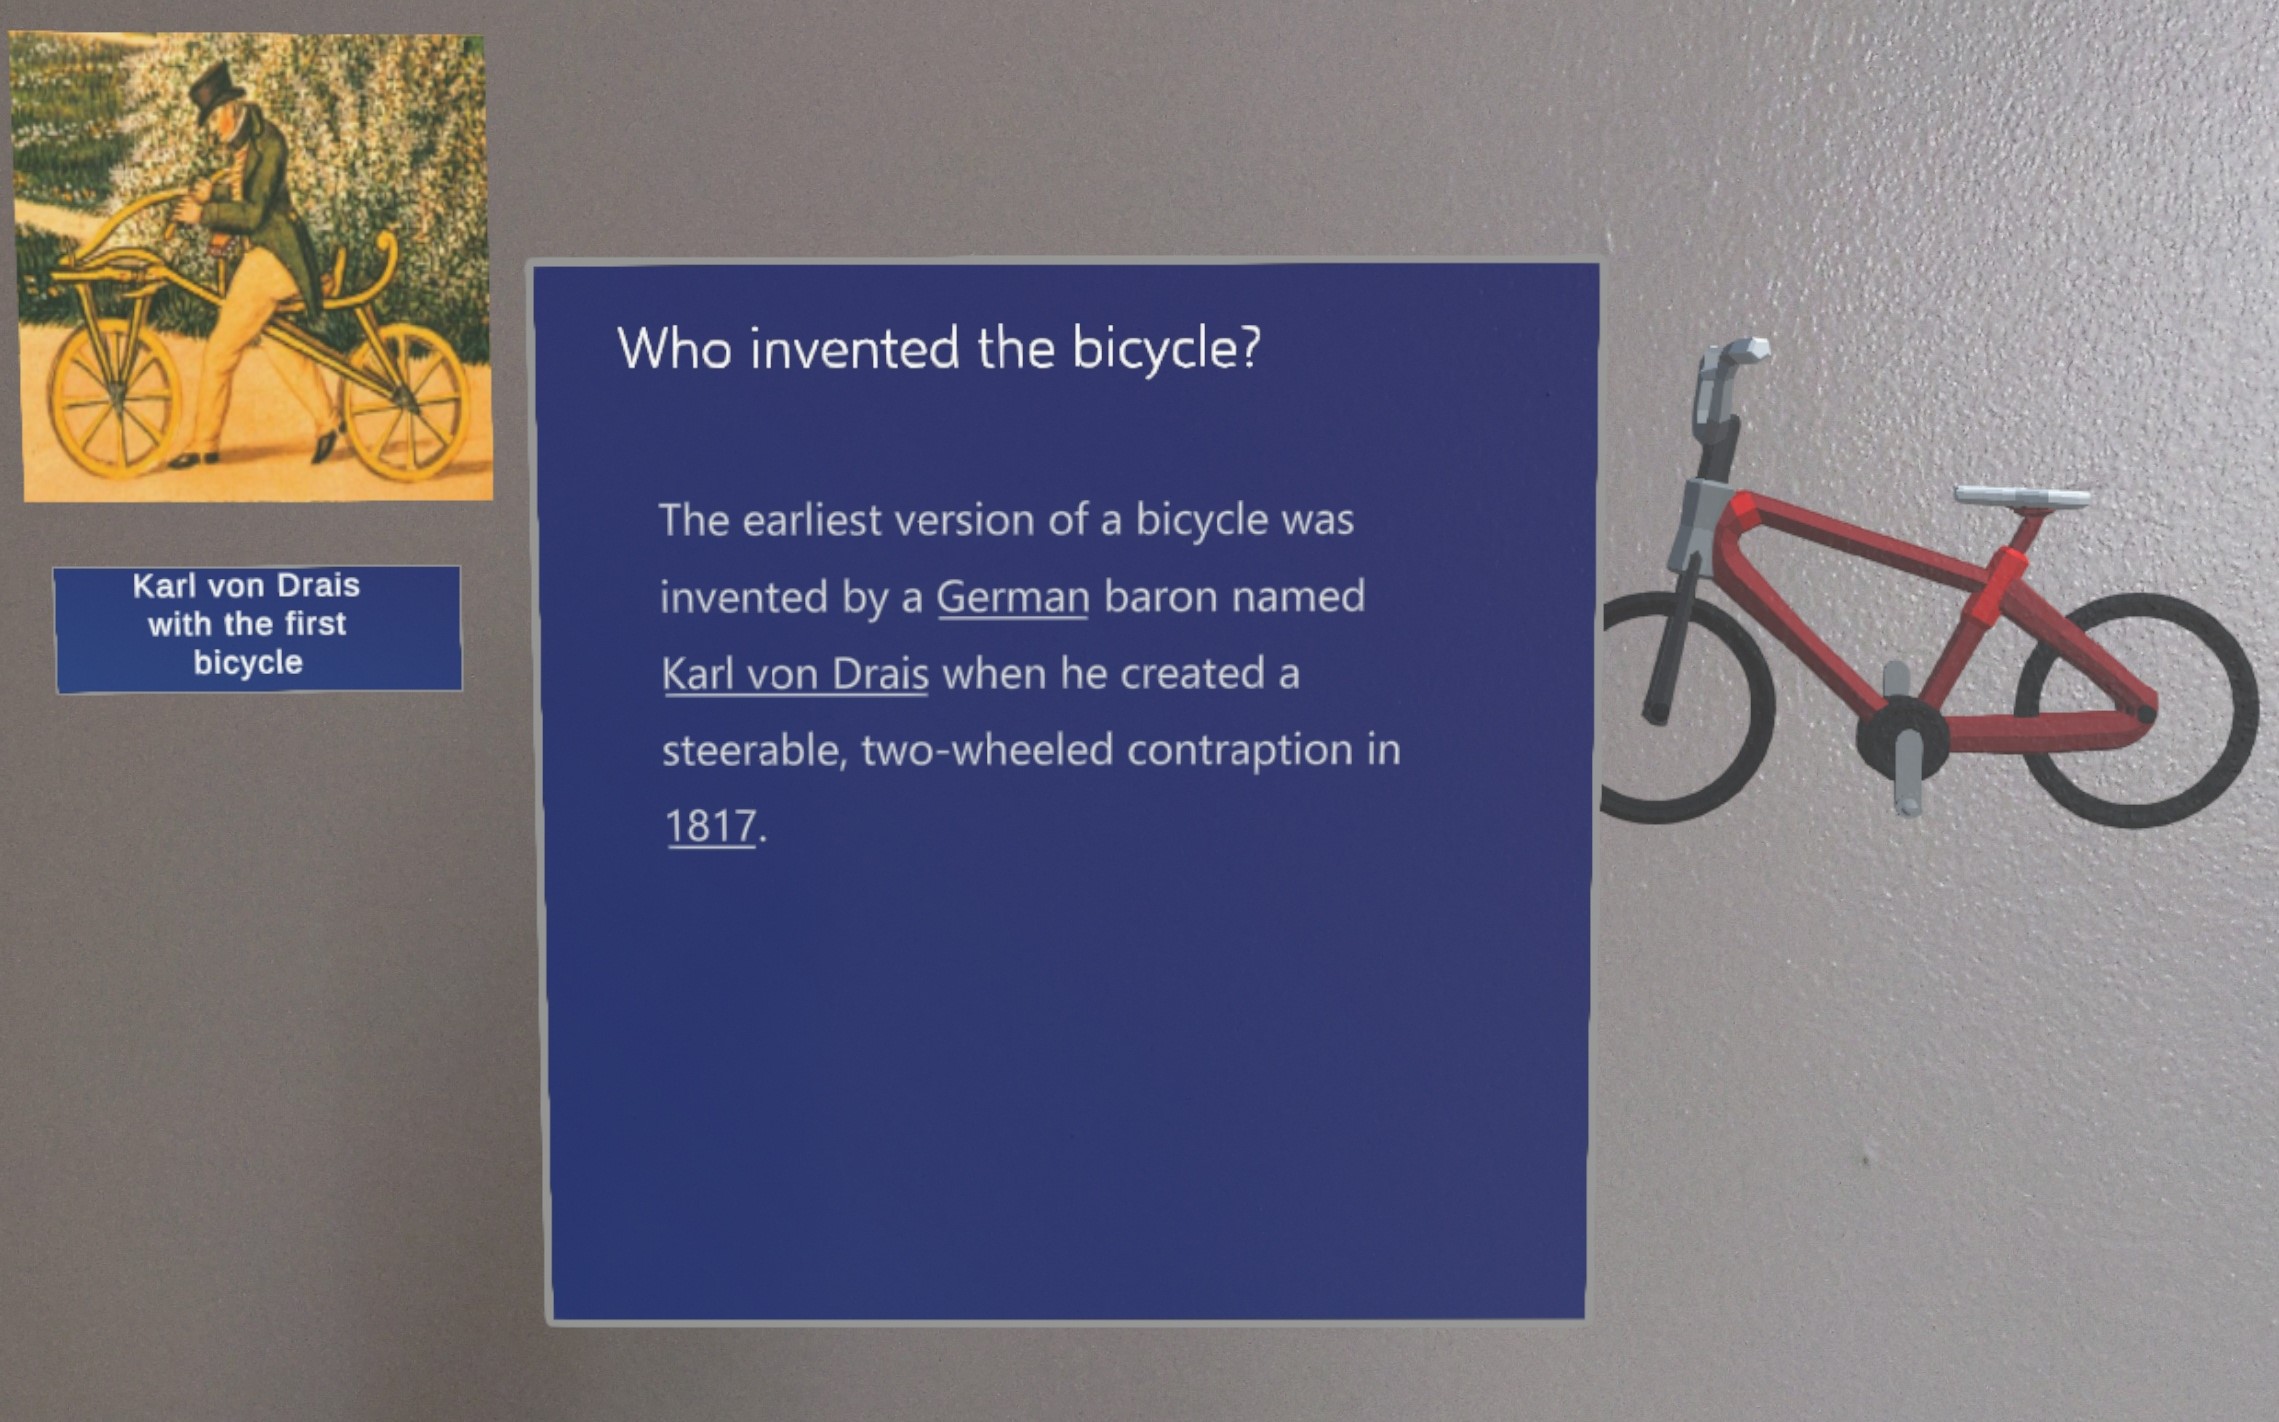 Karl von Drais
with the first
bicycle
Who invented the bicycle?
The earliest version of a bicycle was
invented by a German baron named
Karl von Drais when he created a
steerable, two-wheeled contraption in
1817.